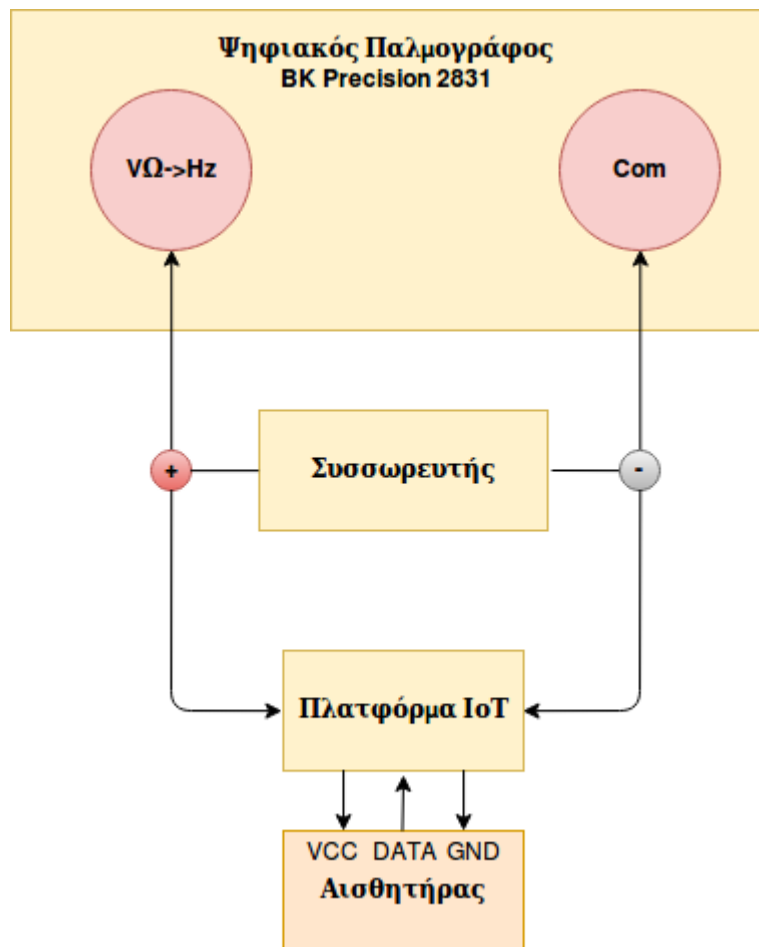 Ψηφιακός Παλμογράφος
BK Precision 2831
VΩ->Hz
Com
+
Συσσωρευτής
-
Πλατφόρμα IoT
VCC DATA GND
Αισθητήρας